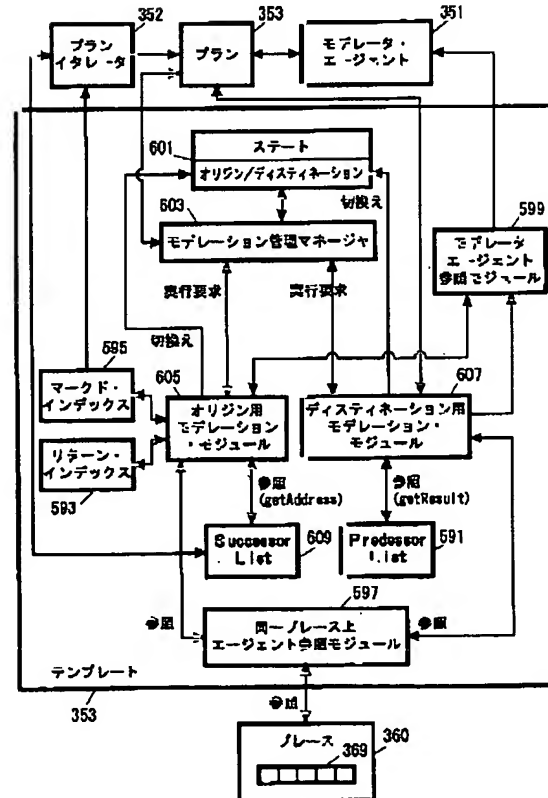 352
353
351
プラン
イタレータ
プラン
モデレータ・
エージェント
601
ステート
オリジン/ディスティネーション
切換え
603
モデレーション管理マネージャ
599
モデレータ
エージェント
参照モジュール
実行要求
実行要求
切換え
595
マークド・
インデックス
605
オリジン用
モデレーション
・モジュール
607
ディスティネーション用
モデレーション・
モジュール
リターン・
インデックス
593
参照
(getAddress)
参照
(getResult)
Successor
List
609
Predessor
List
591
597
参照
同一プレース上
エージェント参照モジュール
参照
テンプレート
353
参照
プレース
360
369